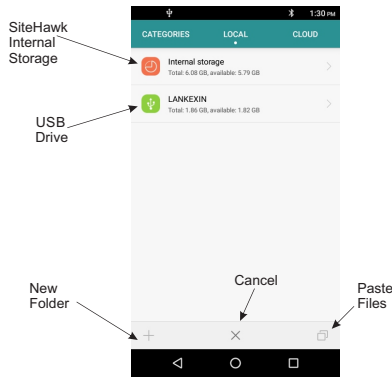 1:30 PM
SiteHawk
Internal
Storage
CATEGORIES LOCAL CLOUD
Internal storage
Total: 6.08 GB, available: 5.79 GB
USB
Drive
LANKEXIN
Total: 1.86 GB, available: 1.82 GB
New
Folder
Cancel
Paste
Files